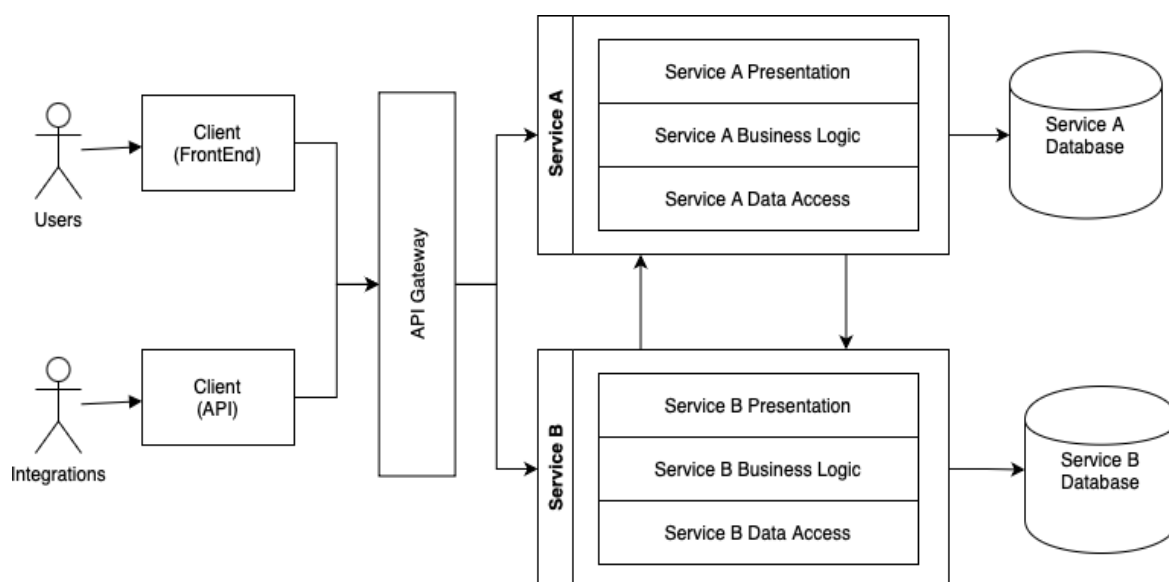 Users
Client
(FrontEnd)
Integrations
Client
(API)
API Gateway
Service A
Service A Presentation
Service A Business Logic
Service A Data Access
Service A
Database
Service B
Service B Presentation
Service B Business Logic
Service B Data Access
Service B
Database